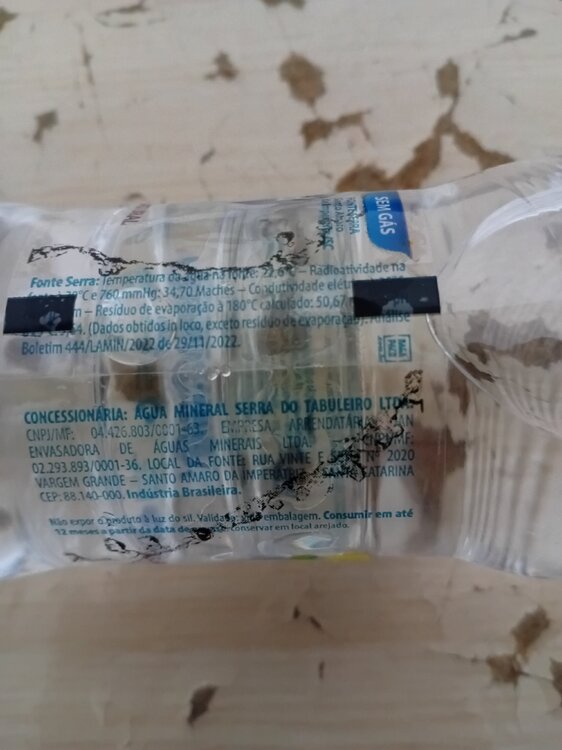 SEM GÁS
Fonte Serra: Temperatura da água na fonte: 22,6°C – Radioatividade na
°C e 760 mmHg: 34,70 Maches – Condutividade
m – Resíduo de evaporação à 180°C calculado: 50,67
(Dados obtidos in loco, exceto resíduo de evaporação). Análise
Boletim 444/LAMIN/2022 de 29/11/2022.
CONCESSIONÁRIA: ÁGUA MINERAL SERRA DO TABULEIRO LTDA.
CNPJ/MF: 04.426.803/0001-63. EMPRESA ARRENDATÁRIA:
ENVASADORA DE ÁGUAS MINERAIS LTDA.
02.293.893/0001-36. LOCAL DA FONTE: RUA VINTE E Nº 2020
VARGEM GRANDE – SANTO AMARO DA IMPERATRIZ – SANTA CATARINA
CEP: 88.140-000. Indústria Brasileira.
Não expor o produto à luz do sil. Validade embalagem. Consumir em até
12 meses a partir da data de conservar em local arejado.